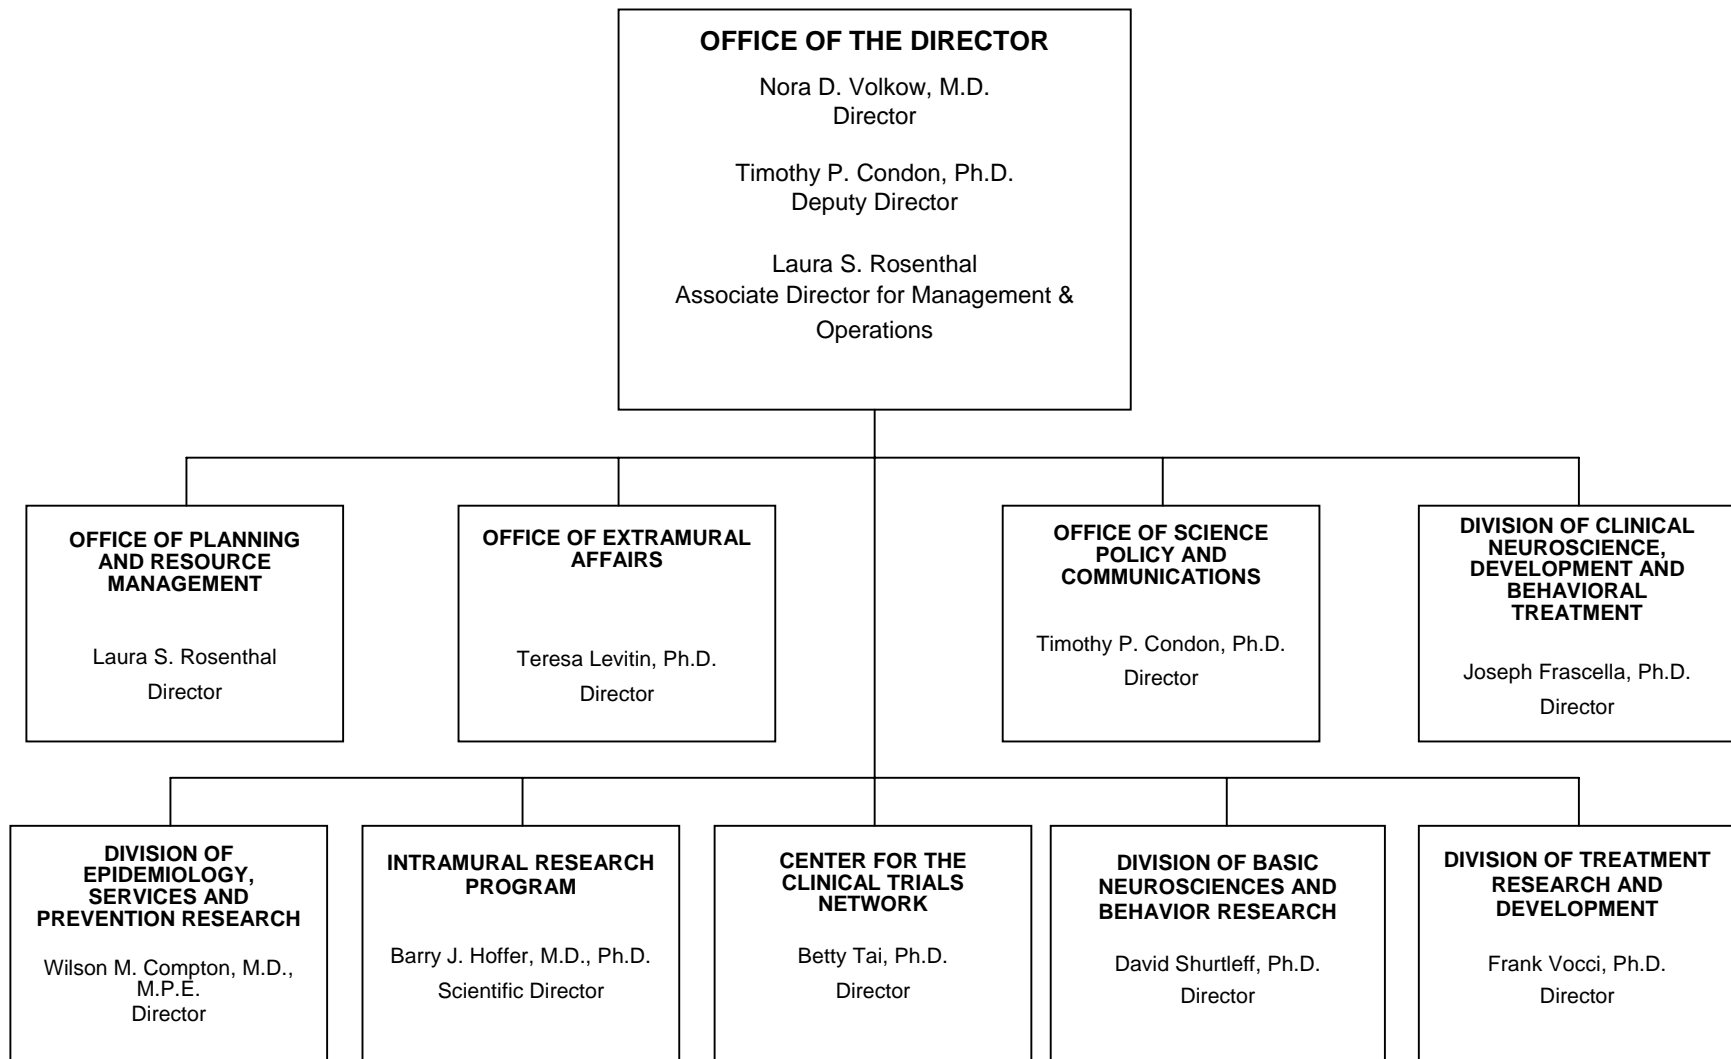 OFFICE OF THE DIRECTOR
Nora D. Volkow, M.D.
Director
Timothy P. Condon, Ph.D.
Deputy Director
Laura S. Rosenthal
Associate Director for Management &
Operations
OFFICE OF PLANNING
AND RESOURCE
MANAGEMENT
Laura S. Rosenthal
Director
OFFICE OF EXTRAMURAL
AFFAIRS
Teresa Levitin, Ph.D.
Director
OFFICE OF SCIENCE
POLICY AND
COMMUNICATIONS
Timothy P. Condon, Ph.D.
Director
DIVISION OF CLINICAL
NEUROSCIENCE,
DEVELOPMENT AND
BEHAVIORAL
TREATMENT
Joseph Frascella, Ph.D.
Director
DIVISION OF
EPIDEMIOLOGY,
SERVICES AND
PREVENTION RESEARCH
Wilson M. Compton, M.D.,
M.P.E.
Director
INTRAMURAL RESEARCH
PROGRAM
Barry J. Hoffer, M.D., Ph.D.
Scientific Director
CENTER FOR THE
CLINICAL TRIALS
NETWORK
Betty Tai, Ph.D.
Director
DIVISION OF BASIC
NEUROSCIENCES AND
BEHAVIOR RESEARCH
David Shurtleff, Ph.D.
Director
DIVISION OF TREATMENT
RESEARCH AND
DEVELOPMENT
Frank Vocci, Ph.D.
Director